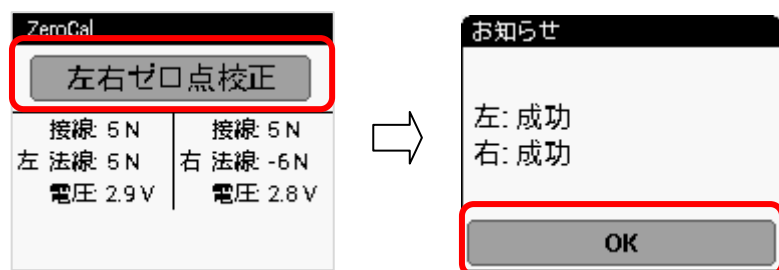 ZeroCal
左右ゼロ点校正
接線: 5 N
左 法線: 6 N
電圧: 2.9 V
接線: 6 N
右 法線: -6 N
電圧: 2.8 V
お知らせ
左: 成功
右: 成功
OK